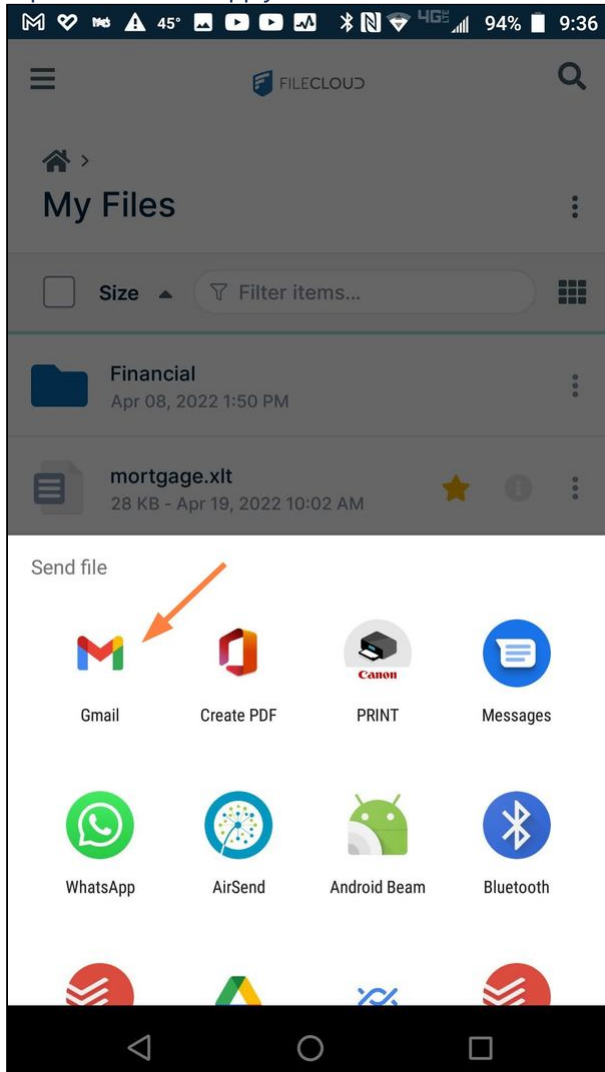 45° 4G 94% 9:36
FILECLOUD
My Files
Size Filter items...
Financial
Apr 08, 2022 1:50 PM
mortgage.xlt
28 KB - Apr 19, 2022 10:02 AM
Send file
Canon
Gmail Create PDF PRINT Messages
WhatsApp AirSend Android Beam Bluetooth